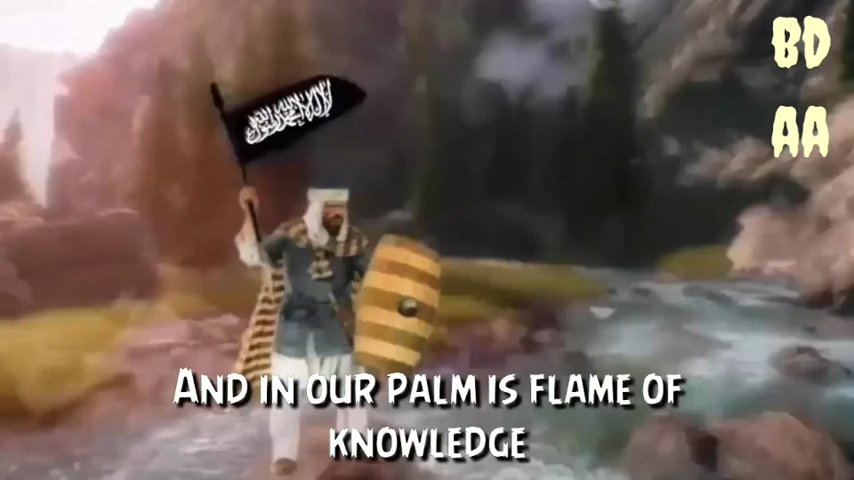 BD
AA
لا إله إلا الله محمد رسول الله
AND IN OUR PALM IS FLAME OF
KNOWLEDGE